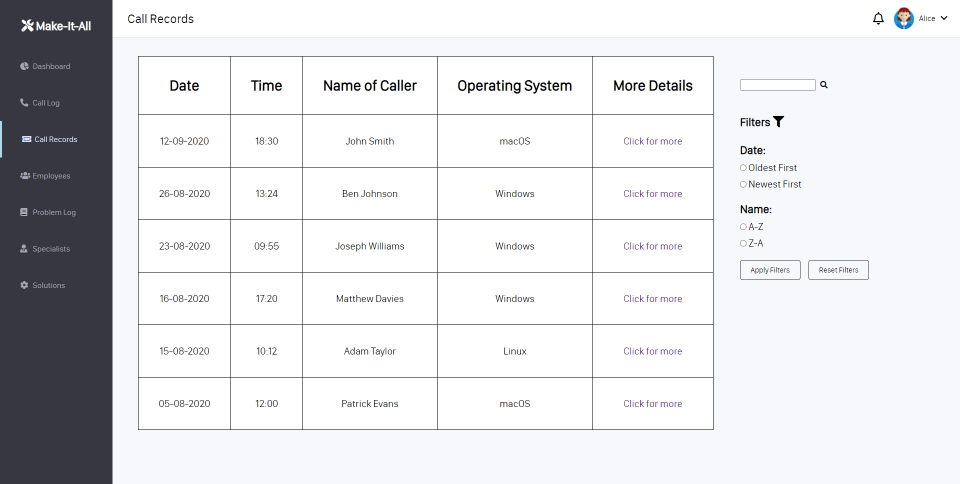 Make-It-All
Dashboard
Call Log
Call Records
Employees
Problem Log
Specialists
Solutions
Call Records
Alice
Date Time Name of Caller Operating System More Details
12-09-2020 18:30 John Smith macOS Click for more
26-08-2020 13:24 Ben Johnson Windows Click for more
23-08-2020 09:55 Joseph Williams Windows Click for more
16-08-2020 17:20 Matthew Davies Windows Click for more
15-08-2020 10:12 Adam Taylor Linux Click for more
05-08-2020 12:00 Patrick Evans macOS Click for more
Filters
Date:
Oldest First
Newest First
Name:
A-Z
Z-A
Apply Filters Reset Filters